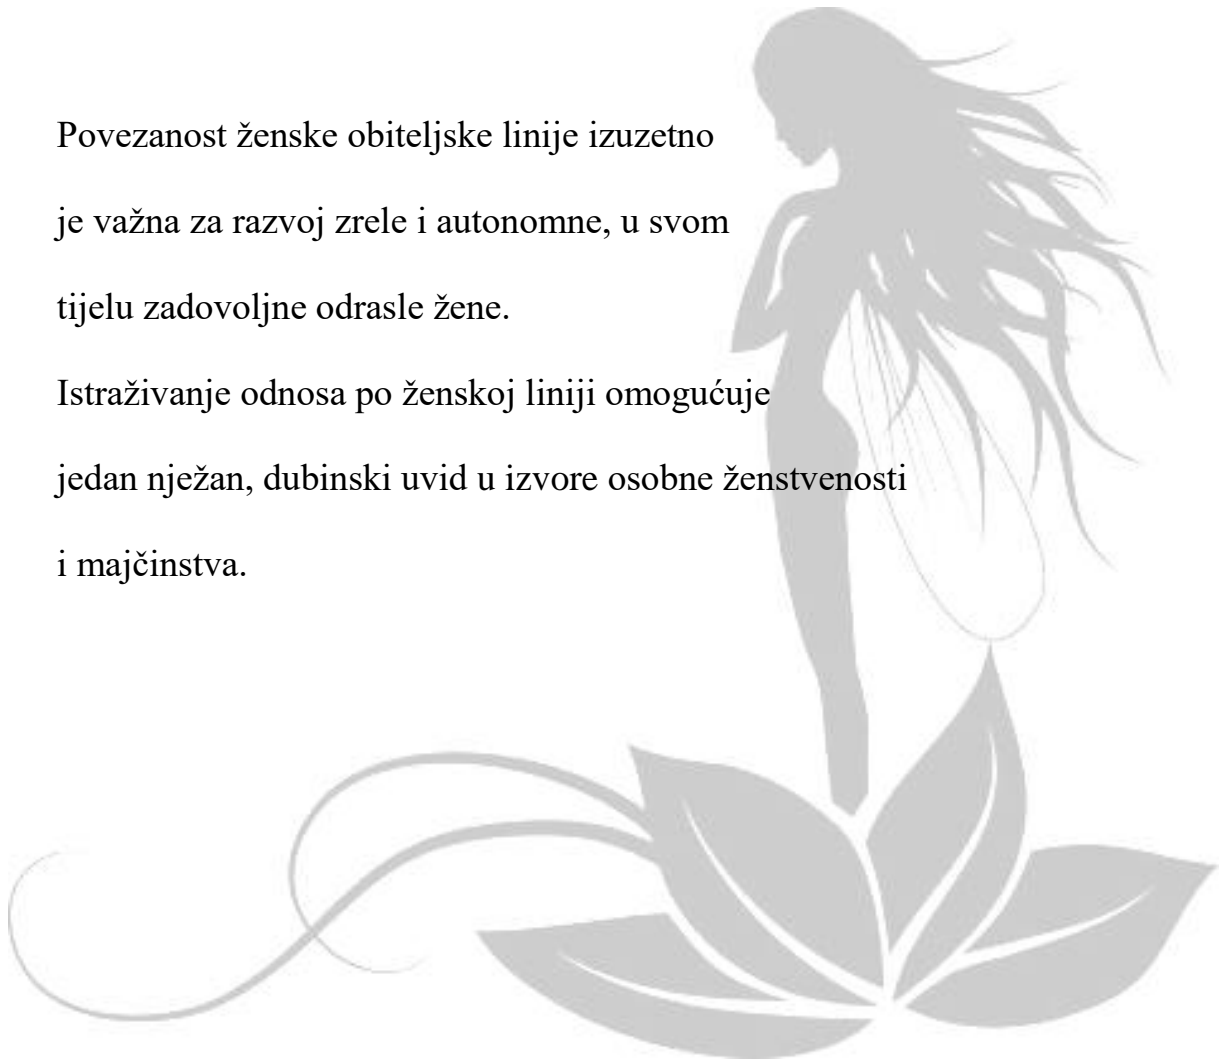 Povezanost ženske obiteljske linije izuzetno
je važna za razvoj zrele i autonomne, u svom
tijelu zadovoljne odrasle žene.
Istraživanje odnosa po ženskoj liniji omogućuje
jedan nježan, dubinski uvid u izvore osobne ženstvenosti
i majčinstva.